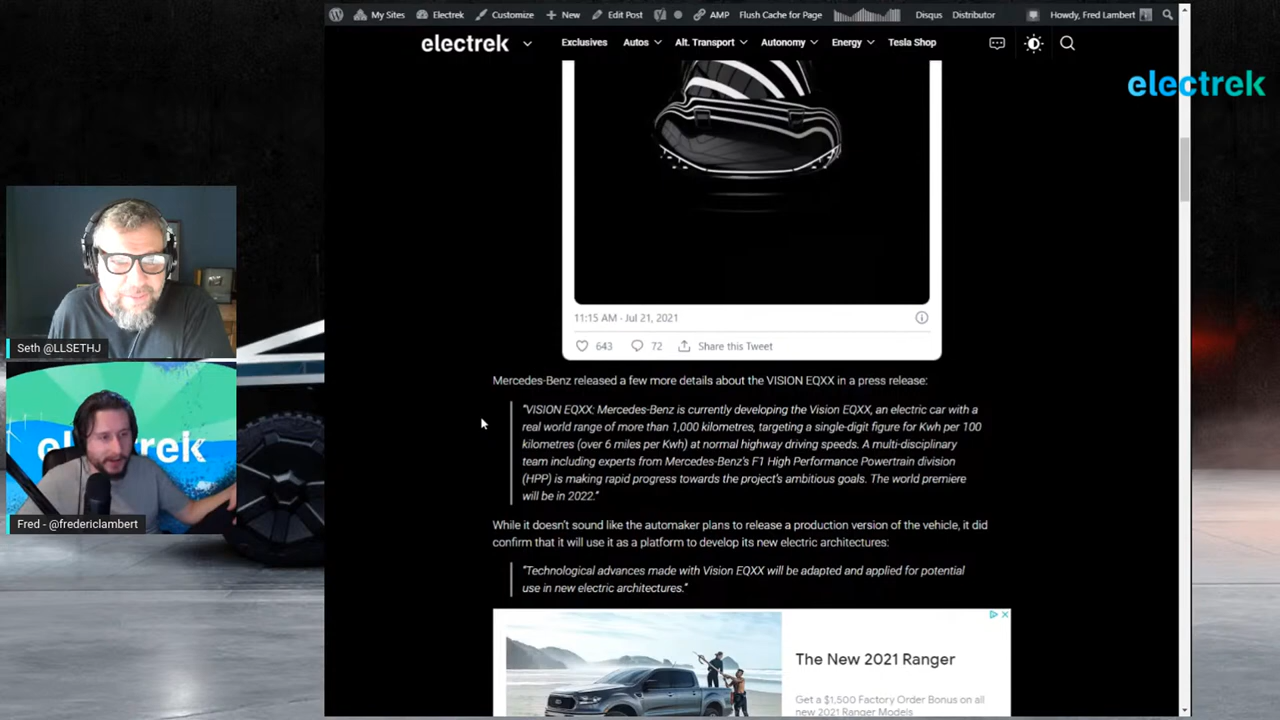 My Sites Electrek Customize New Edit Post AMP Flush Cache for Page Disqus Distributor Howdy, Fred Lambert
electrek Exclusives Autos Alt. Transport Autonomy Energy Tesla Shop
electrek
11:15 AM · Jul 21, 2021
643 72 Share this Tweet
Seth @LLSETHJ
electrek
Fred - @fredericlambert
Mercedes-Benz released a few more details about the VISION EQXX in a press release:
“VISION EQXX: Mercedes-Benz is currently developing the Vision EQXX, an electric car with a
real world range of more than 1,000 kilometres, targeting a single-digit figure for Kwh per 100
kilometres (over 6 miles per Kwh) at normal highway driving speeds. A multi-disciplinary
team including experts from Mercedes-Benz’s F1 High Performance Powertrain division
(HPP) is making rapid progress towards the project’s ambitious goals. The world premiere
will be in 2022.”
While it doesn’t sound like the automaker plans to release a production version of the vehicle, it did
confirm that it will use it as a platform to develop its new electric architectures:
“Technological advances made with Vision EQXX will be adapted and applied for potential
use in new electric architectures.”
The New 2021 Ranger
Get a $1,500 Factory Order Bonus on all
new 2021 Ranger Models